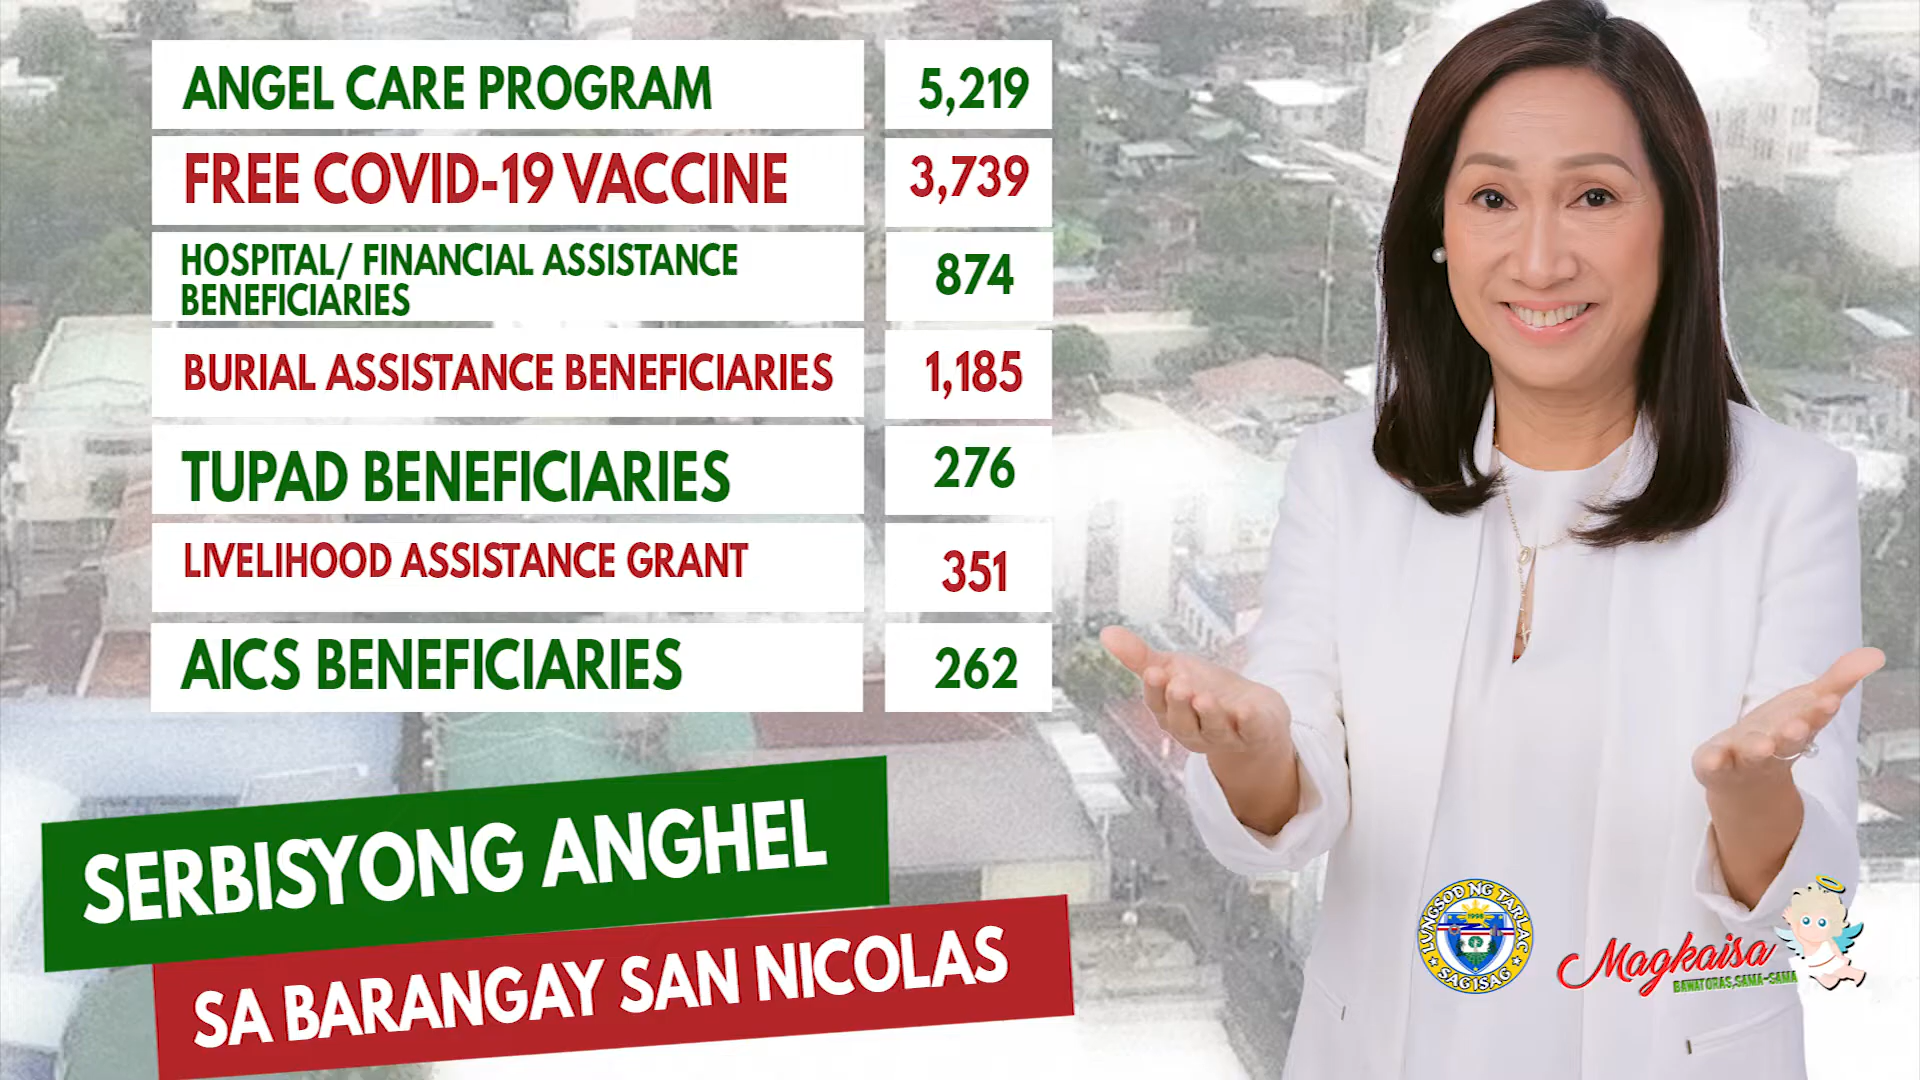 ANGEL CARE PROGRAM 5,219
FREE COVID-19 VACCINE 3,739
HOSPITAL/ FINANCIAL ASSISTANCE
BENEFICIARIES 874
BURIAL ASSISTANCE BENEFICIARIES 1,185
TUPAD BENEFICIARIES 276
LIVELIHOOD ASSISTANCE GRANT 351
AICS BENEFICIARIES 262
SERBISYONG ANGHEL
SA BARANGAY SAN NICOLAS
LUNGSOD NG TARLAC
1998
SAGISAG
Magkaisa
BAWAT ORAS, SAMA-SAMA